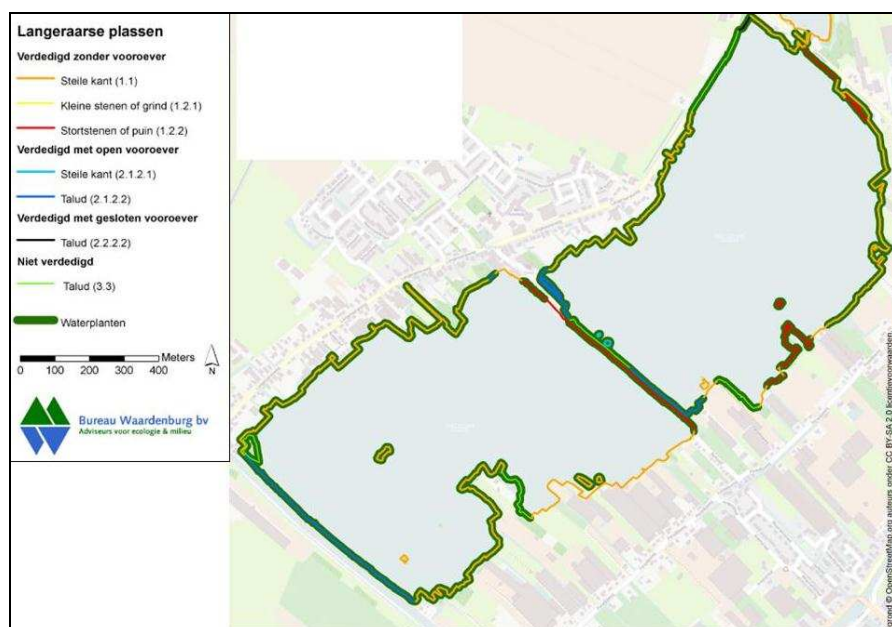 Langeraarse plassen
Verdedigd zonder vooroever
Steile kant (1.1)
Kleine stenen of grind (1.2.1)
Stortstenen of puin (1.2.2)
Verdedigd met open vooroever
Steile kant (2.1.2.1)
Talud (2.1.2.2)
Verdedigd met gesloten vooroever
Talud (2.2.2.2)
Niet verdedigd
Talud (3.3)
Waterplanten
Meters
0 100 200 300 400
N
Bureau Waardenburg bv
Adviseurs voor ecologie & milieu
grond © OpenStreetMap.org auteurs onder CC BY-SA 2.0 licentievoorwaarden